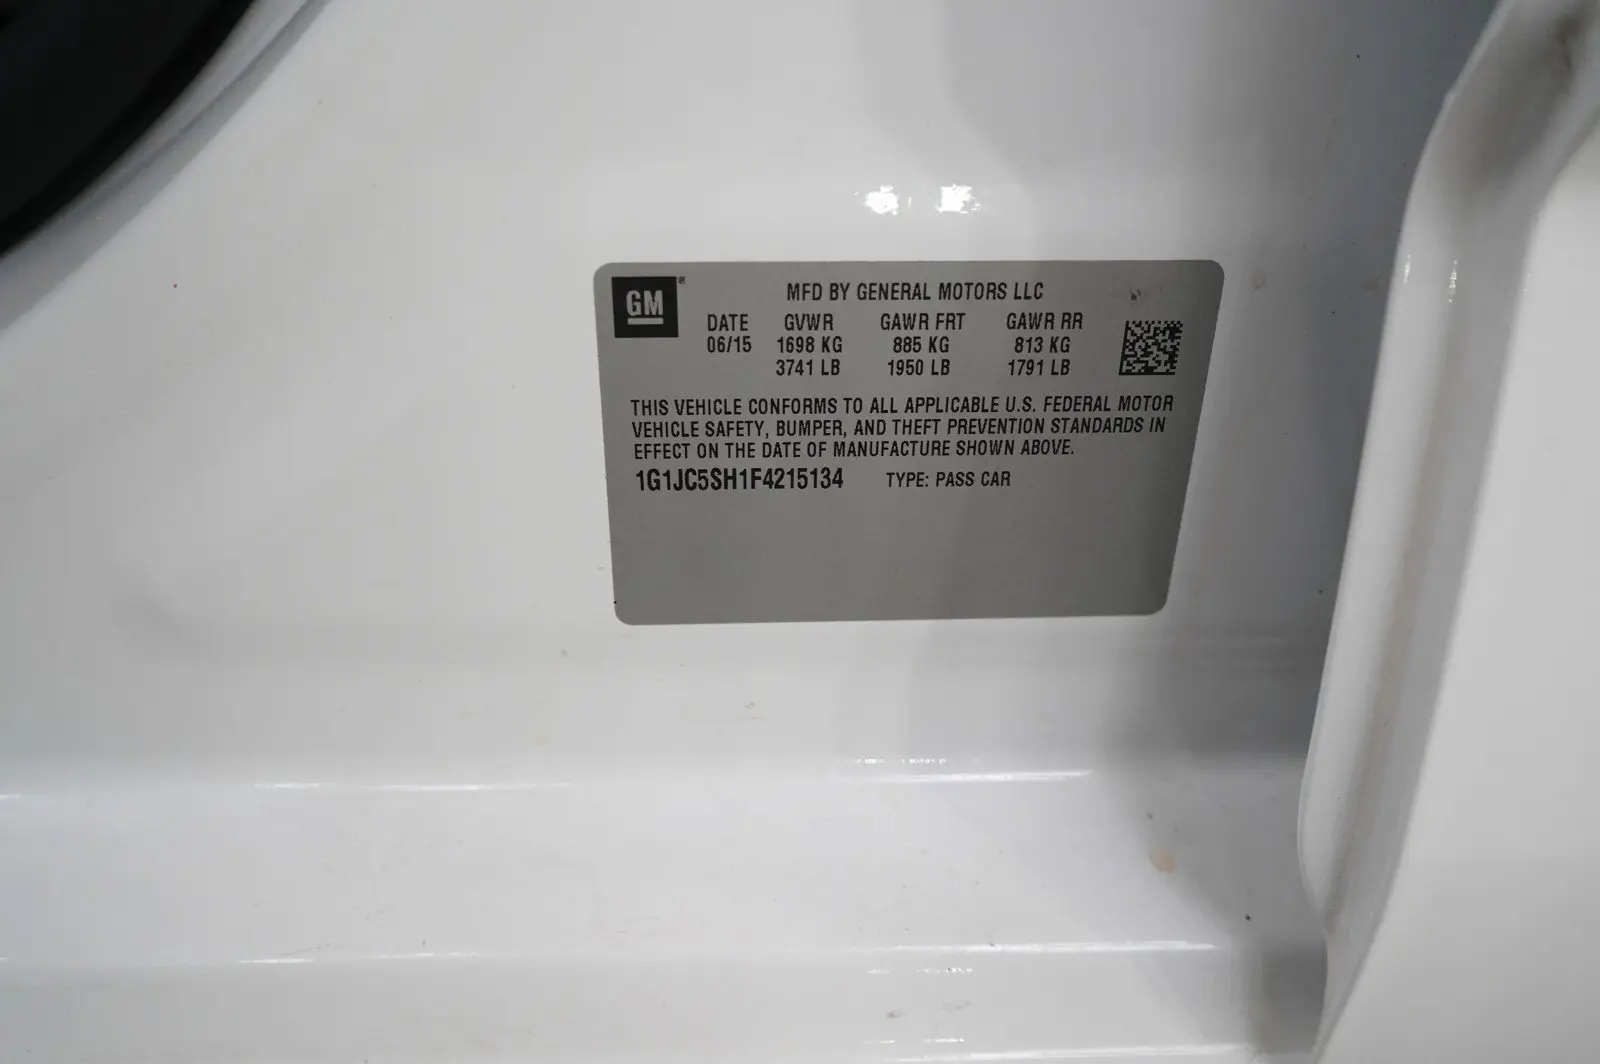 GM
MFD BY GENERAL MOTORS LLC
DATE GVWR GAWR FRT GAWR RR
06/15 1698 KG 885 KG 813 KG
3741 LB 1950 LB 1791 LB
THIS VEHICLE CONFORMS TO ALL APPLICABLE U.S. FEDERAL MOTOR
VEHICLE SAFETY, BUMPER, AND THEFT PREVENTION STANDARDS IN
EFFECT ON THE DATE OF MANUFACTURE SHOWN ABOVE.
1G1JC5SH1F4215134 TYPE: PASS CAR